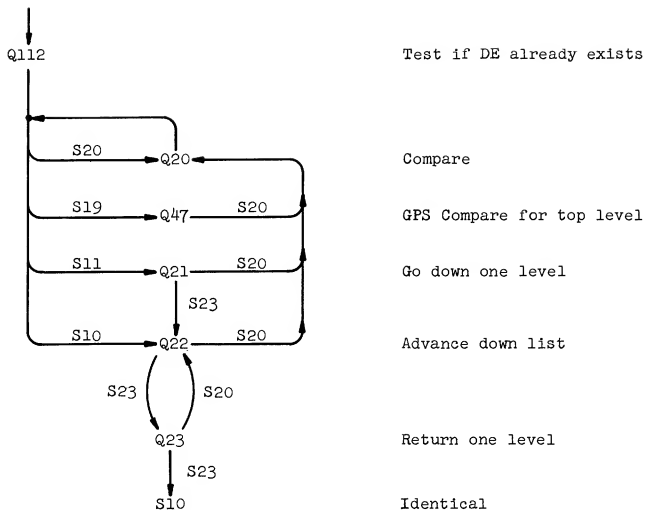 Q112 Test if DE already exists
S20 Q20 Compare
S19 Q47 S20 GPS Compare for top level
S11 Q21 S20 Go down one level
S23
S10 Q22 S20 Advance down list
S23 S20
Q23 Return one level
S23
S10 Identical